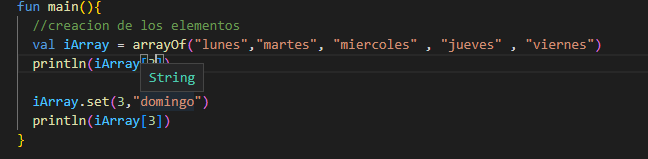 fun main(){
//creacion de los elementos
val iArray = arrayOf("lunes","martes", "miercoles" , "jueves" , "viernes")
println(iArray[3])
String
iArray.set(3,"domingo")
println(iArray[3])
}